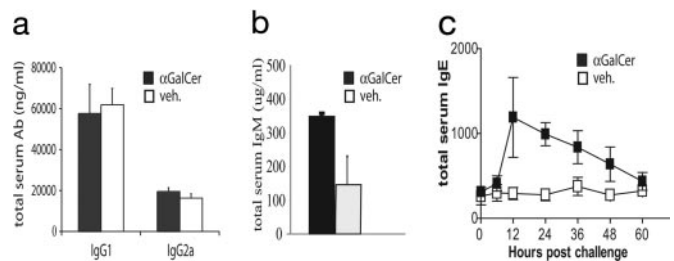 a
total serum Ab (ng/ml)
80000
60000
40000
20000
0
αGalCer
veh.
IgG1
IgG2a
b
total serum IgM (ug/ml)
500
400
300
200
100
0
αGalCer
veh.
c
total serum IgE
2000
1000
0
αGalCer
veh.
0
12
24
36
48
60
Hours post challenge